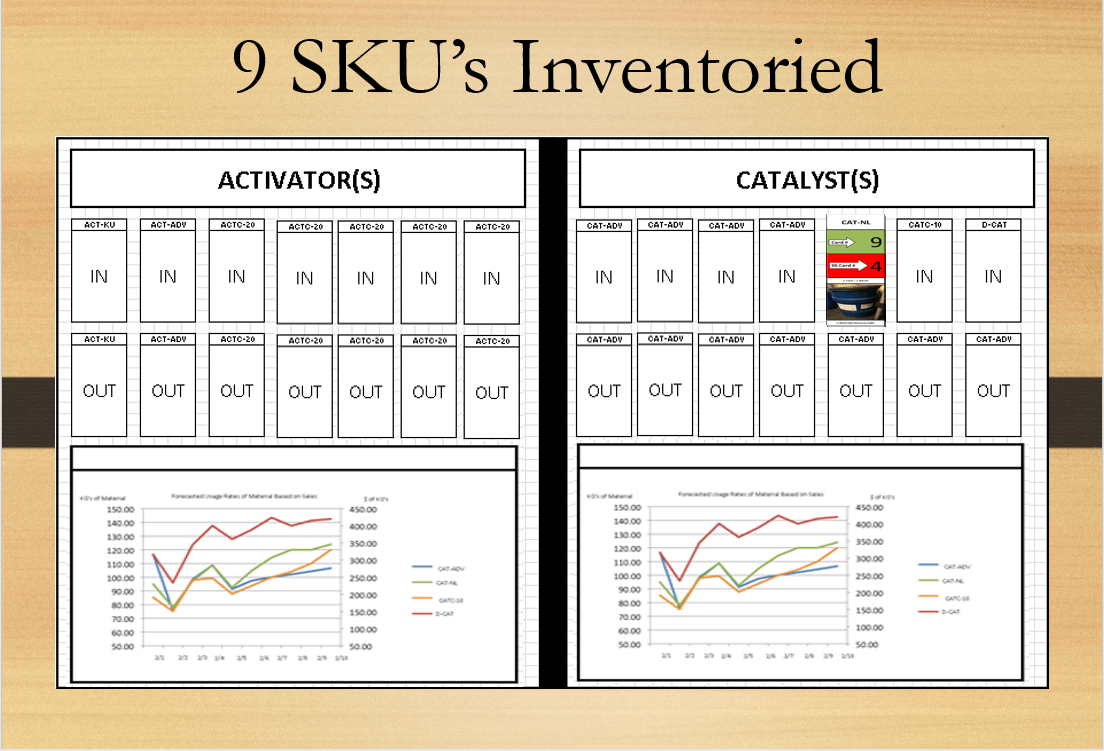 9 SKU’s Inventoried
ACTIVATOR(S)
ACT-KU ACT-ADV ACTC-20 ACTC-20 ACTC-20 ACTC-20 ACTC-20
IN IN IN IN IN IN IN
ACT-KU ACT-ADV ACTC-20 ACTC-20 ACTC-20 ACTC-20 ACTC-20
OUT OUT OUT OUT OUT OUT OUT
KG's of Material
Forecasted Usage Rates of Material Based on Sales
$ of KG's
150.00 450.00
140.00 400.00
130.00 350.00
120.00 300.00
110.00 250.00
100.00 200.00
90.00 150.00
80.00 100.00
70.00 50.00
60.00
50.00
2/1 2/2 2/3 2/4 2/5 2/6 2/7 2/8 2/9 2/10
CAT-ADV
CAT-NL
CATC-10
D-CAT
CATALYST(S)
CAT-ADV CAT-ADV CAT-ADV CAT-ADV CAT-NL CATC-10 D-CAT
Card # 9
4
IN IN IN IN IN IN
CAT-ADV CAT-ADV CAT-ADV CAT-ADV CAT-ADV CAT-ADV CAT-ADV
OUT OUT OUT OUT OUT OUT OUT
KG's of Material
Forecasted Usage Rates of Material Based on Sales
$ of KG's
150.00 450.00
140.00 400.00
130.00 350.00
120.00 300.00
110.00 250.00
100.00 200.00
90.00 150.00
80.00 100.00
70.00 50.00
60.00
50.00
2/1 2/2 2/3 2/4 2/5 2/6 2/7 2/8 2/9 2/10
CAT-ADV
CAT-NL
CATC-10
D-CAT